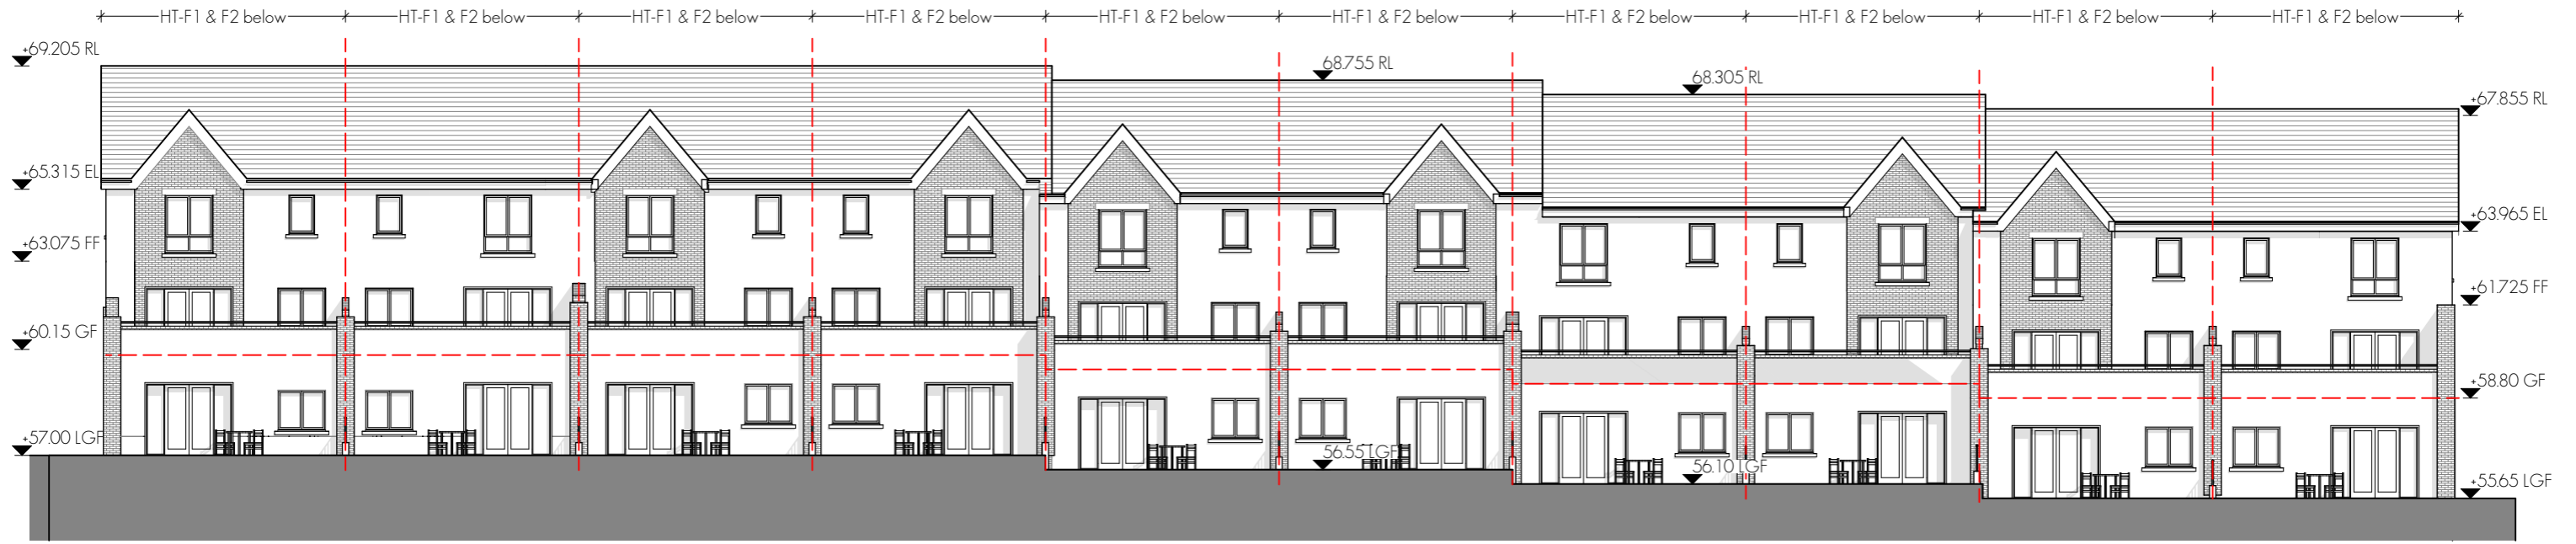 HT-F1 & F2 below HT-F1 & F2 below HT-F1 & F2 below HT-F1 & F2 below HT-F1 & F2 below HT-F1 & F2 below HT-F1 & F2 below HT-F1 & F2 below HT-F1 & F2 below HT-F1 & F2 below
+69.205 RL
68.755 RL
68.305 RL
+67.855 RL
+65.315 EL
+63.965 EL
+63.075 FF
+61.725 FF
+60.15 GF
+58.80 GF
+57.00 LGF
56.55 LGF
56.10 LGF
+55.65 LGF